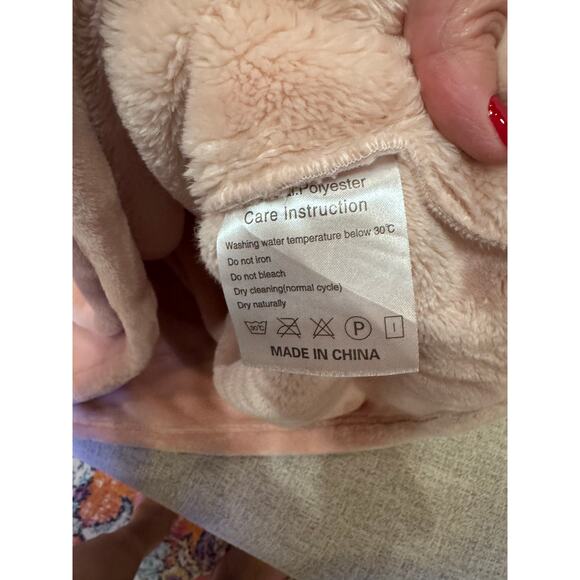 Polyester
Care instruction
Washing water temperature below 30℃
Do not iron
Do not bleach
Dry cleaning(normal cycle)
Dry naturally
30℃ P
MADE IN CHINA